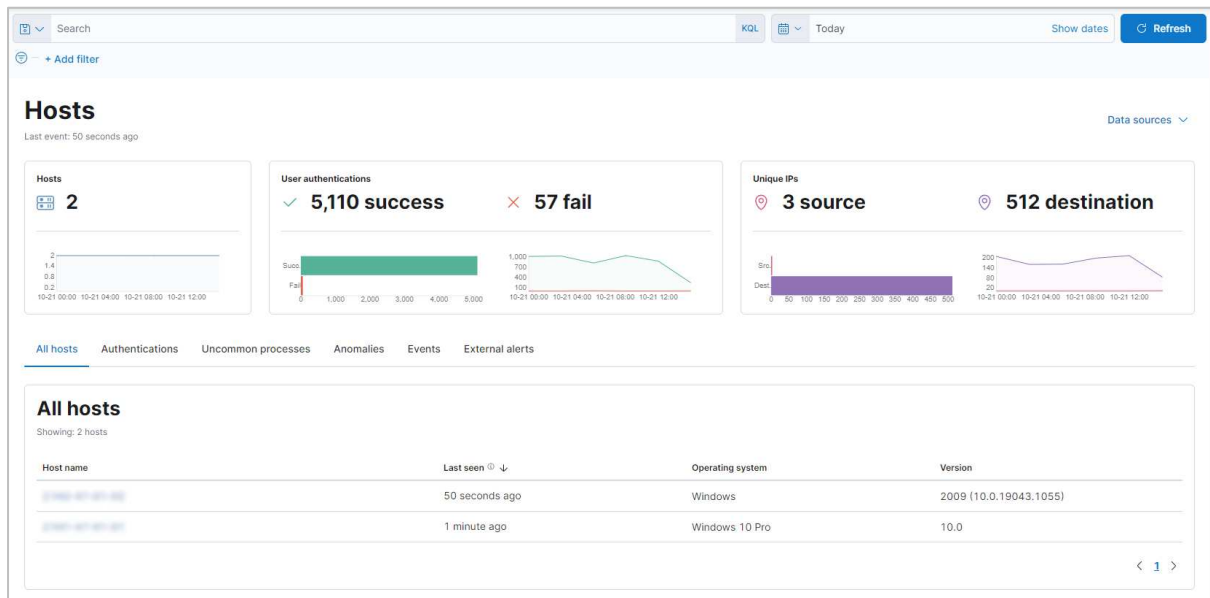 Search KQL Today Show dates Refresh
+ Add filter
Hosts
Last event: 50 seconds ago
Data sources
Hosts
2
2
1.4
0.8
0.2
10-21 00:00 10-21 04:00 10-21 08:00 10-21 12:00
User authentications
5,110 success 57 fail
Succ.
Fail
0 1,000 2,000 3,000 4,000 5,000
1,000
700
400
100
10-21 00:00 10-21 04:00 10-21 08:00 10-21 12:00
Unique IPs
3 source 512 destination
Src.
Dest.
0 50 100 150 200 250 300 350 400 450 500
200
140
80
20
10-21 00:00 10-21 04:00 10-21 08:00 10-21 12:00
All hosts Authentications Uncommon processes Anomalies Events External alerts
All hosts
Showing: 2 hosts
Host name Last seen Operating system Version
50 seconds ago Windows 2009 (10.0.19043.1055)
1 minute ago Windows 10 Pro 10.0
1